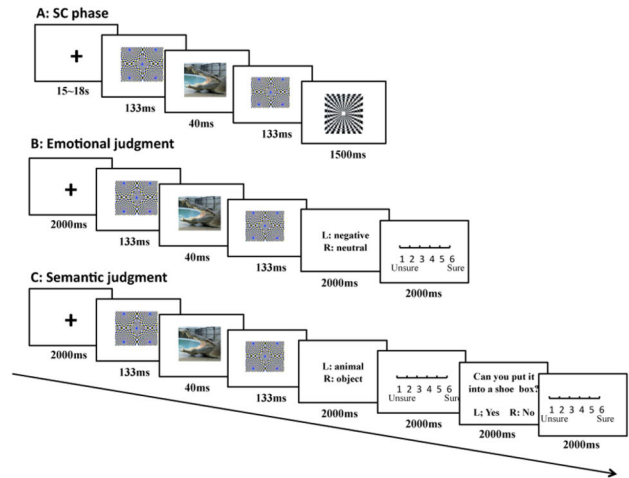 A: SC phase
+
15~18s
133ms
40ms
133ms
1500ms
B: Emotional judgment
+
2000ms
133ms
40ms
133ms
L: negative
R: neutral
2000ms
1 2 3 4 5 6
Unsure Sure
2000ms
C: Semantic judgment
+
2000ms
133ms
40ms
133ms
L: animal
R: object
2000ms
1 2 3 4 5 6
Unsure Sure
2000ms
Can you put it
into a shoe box?
L; Yes R: No
2000ms
1 2 3 4 5 6
Unsure Sure
2000ms